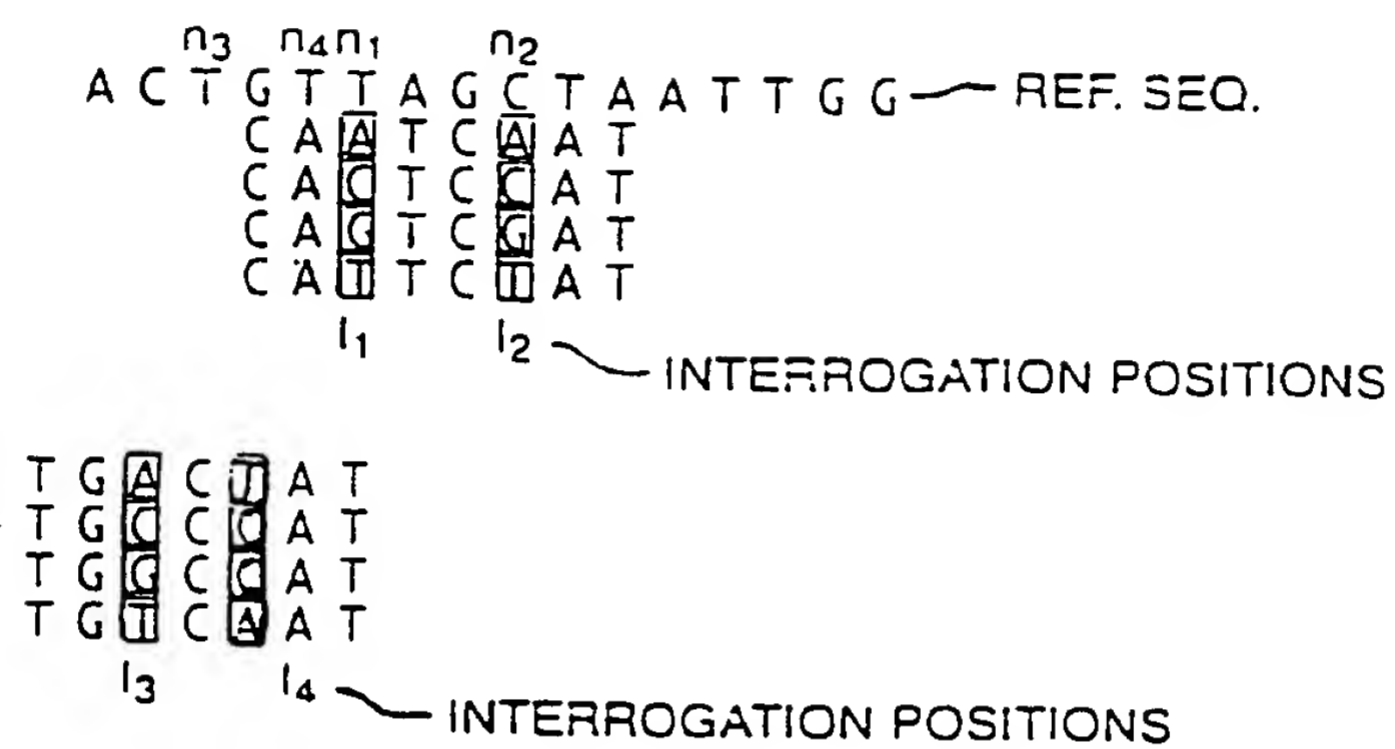 n3 n4 n1 n2
A C T G T T A G C T A A T T G G REF. SEQ.
C A A T C A A T
C A C T C C A T
C A G T C G A T
C A T T C T A T
I1 I2
INTERROGATION POSITIONS
T G A C T A T
T G C C C A T
T G G C A T
T G T C A A T
I3 I4
INTERROGATION POSITIONS